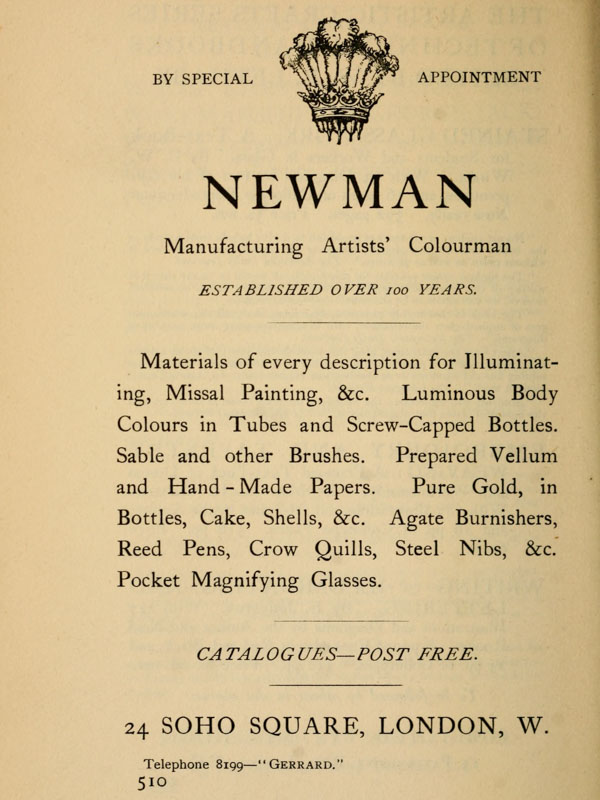 BY SPECIAL APPOINTMENT
NEWMAN
Manufacturing Artists' Colourman
ESTABLISHED OVER 100 YEARS.
Materials of every description for Illuminat-
ing, Missal Painting, &c. Luminous Body
Colours in Tubes and Screw-Capped Bottles.
Sable and other Brushes. Prepared Vellum
and Hand-Made Papers. Pure Gold, in
Bottles, Cake, Shells, &c. Agate Burnishers,
Reed Pens, Crow Quills, Steel Nibs, &c.
Pocket Magnifying Glasses.
CATALOGUES—POST FREE.
24 SOHO SQUARE, LONDON, W.
Telephone 8199—"GERRARD."
510